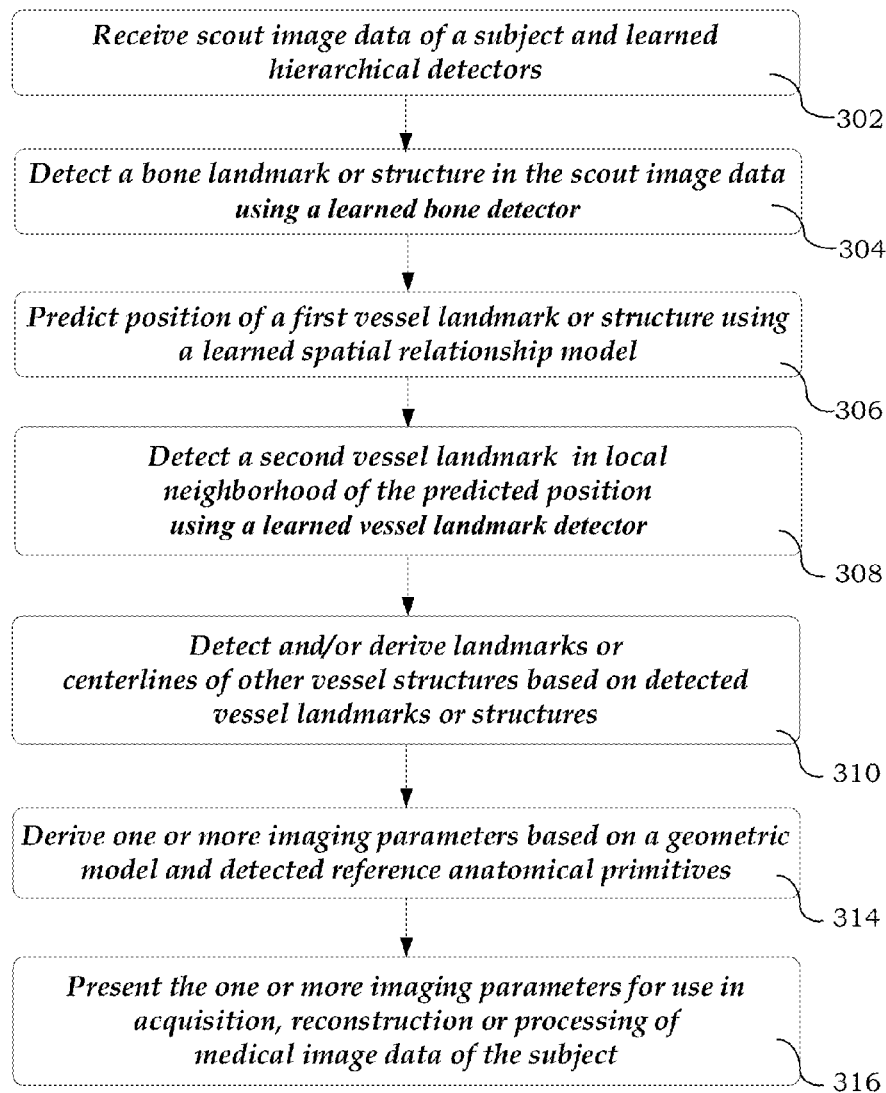 Receive scout image data of a subject and learned
hierarchical detectors
302
Detect a bone landmark or structure in the scout image data
using a learned bone detector
304
Predict position of a first vessel landmark or structure using
a learned spatial relationship model
306
Detect a second vessel landmark in local
neighborhood of the predicted position
using a learned vessel landmark detector
308
Detect and/or derive landmarks or
centerlines of other vessel structures based on detected
vessel landmarks or structures
310
Derive one or more imaging parameters based on a geometric
model and detected reference anatomical primitives
314
Present the one or more imaging parameters for use in
acquisition, reconstruction or processing of
medical image data of the subject
316